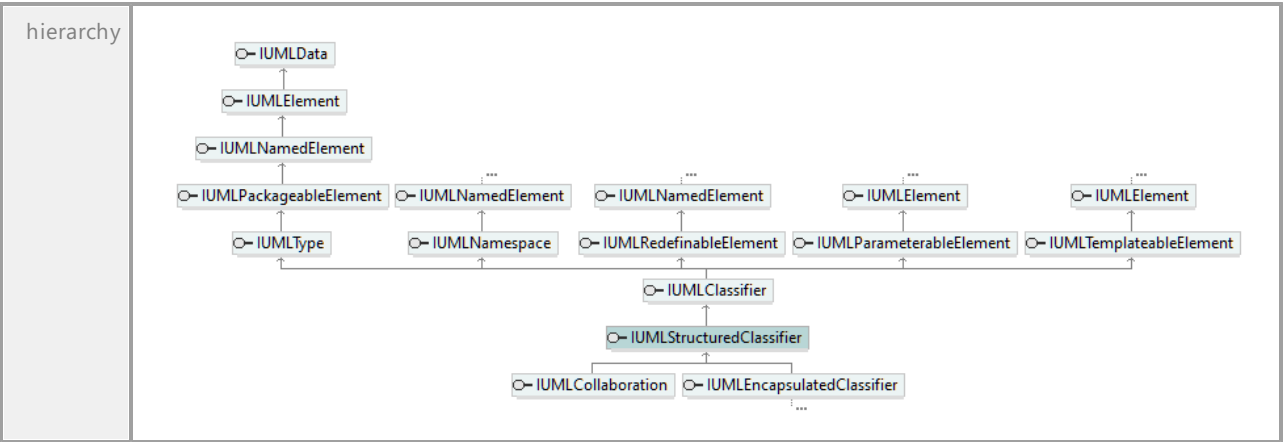 hierarchy
IUMLData
IUMLElement
IUMLNamedElement
... ... ... ...
IUMLPackageableElement IUMLNamedElement IUMLNamedElement IUMLElement IUMLElement
IUMLType IUMLNamespace IUMLRedefinableElement IUMLParameterableElement IUMLTemplateableElement
IUMLClassifier
IUMLStructuredClassifier
IUMLCollaboration IUMLEncapsulatedClassifier
...